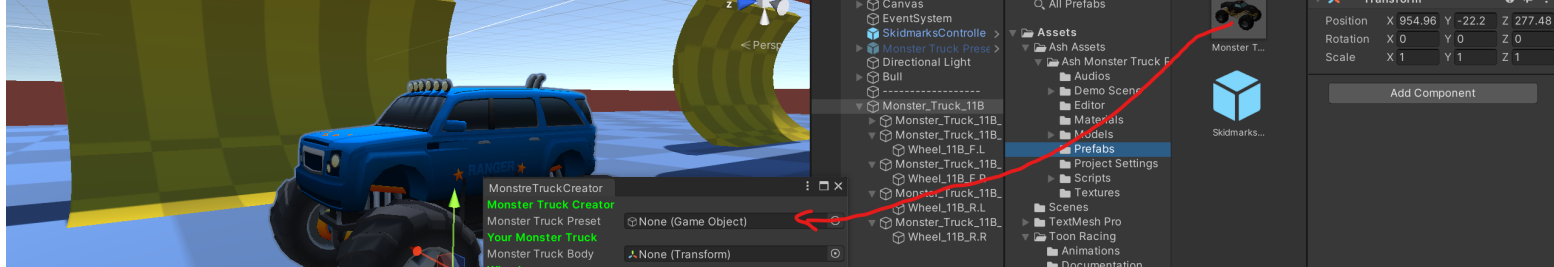 z
Persp
RANGER
MonstreTruckCreator
Monster Truck Creator
Monster Truck Preset
None (Game Object)
Your Monster Truck
Monster Truck Body
None (Transform)
Canvas
EventSystem
SkidmarksControlle
Monster Truck Prese
Directional Light
Bull
-----------------
Monster_Truck_11B
Monster_Truck_11B_
Monster_Truck_11B_
Wheel_11B_F.L
Monster_Truck_11B_
Wheel_11B_F.R
Monster_Truck_11B_
Wheel_11B_R.L
Monster_Truck_11B_
Wheel_11B_R.R
All Prefabs
Assets
Ash Assets
Ash Monster Truck P
Audios
Demo Scene
Editor
Materials
Models
Prefabs
Project Settings
Scripts
Textures
Scenes
TextMesh Pro
Toon Racing
Animations
Documentation
Monster T...
Skidmarks...
Transform
Position X 954.96 Y -22.2 Z 277.48
Rotation X 0 Y 0 Z 0
Scale X 1 Y 1 Z 1
Add Component